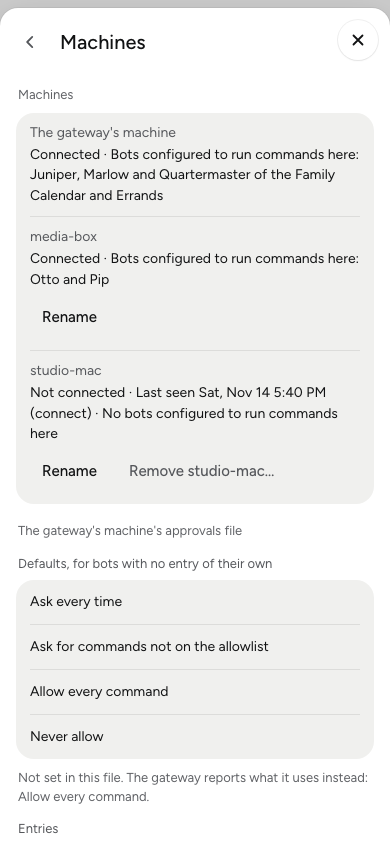 Machines
Machines
The gateway's machine
Connected · Bots configured to run commands here:
Juniper, Marlow and Quartermaster of the Family
Calendar and Errands
media-box
Connected · Bots configured to run commands here:
Otto and Pip
Rename
studio-mac
Not connected · Last seen Sat, Nov 14 5:40 PM
(connect) · No bots configured to run commands
here
Rename
Remove studio-mac...
The gateway's machine's approvals file
Defaults, for bots with no entry of their own
Ask every time
Ask for commands not on the allowlist
Allow every command
Never allow
Not set in this file. The gateway reports what it uses instead:
Allow every command.
Entries